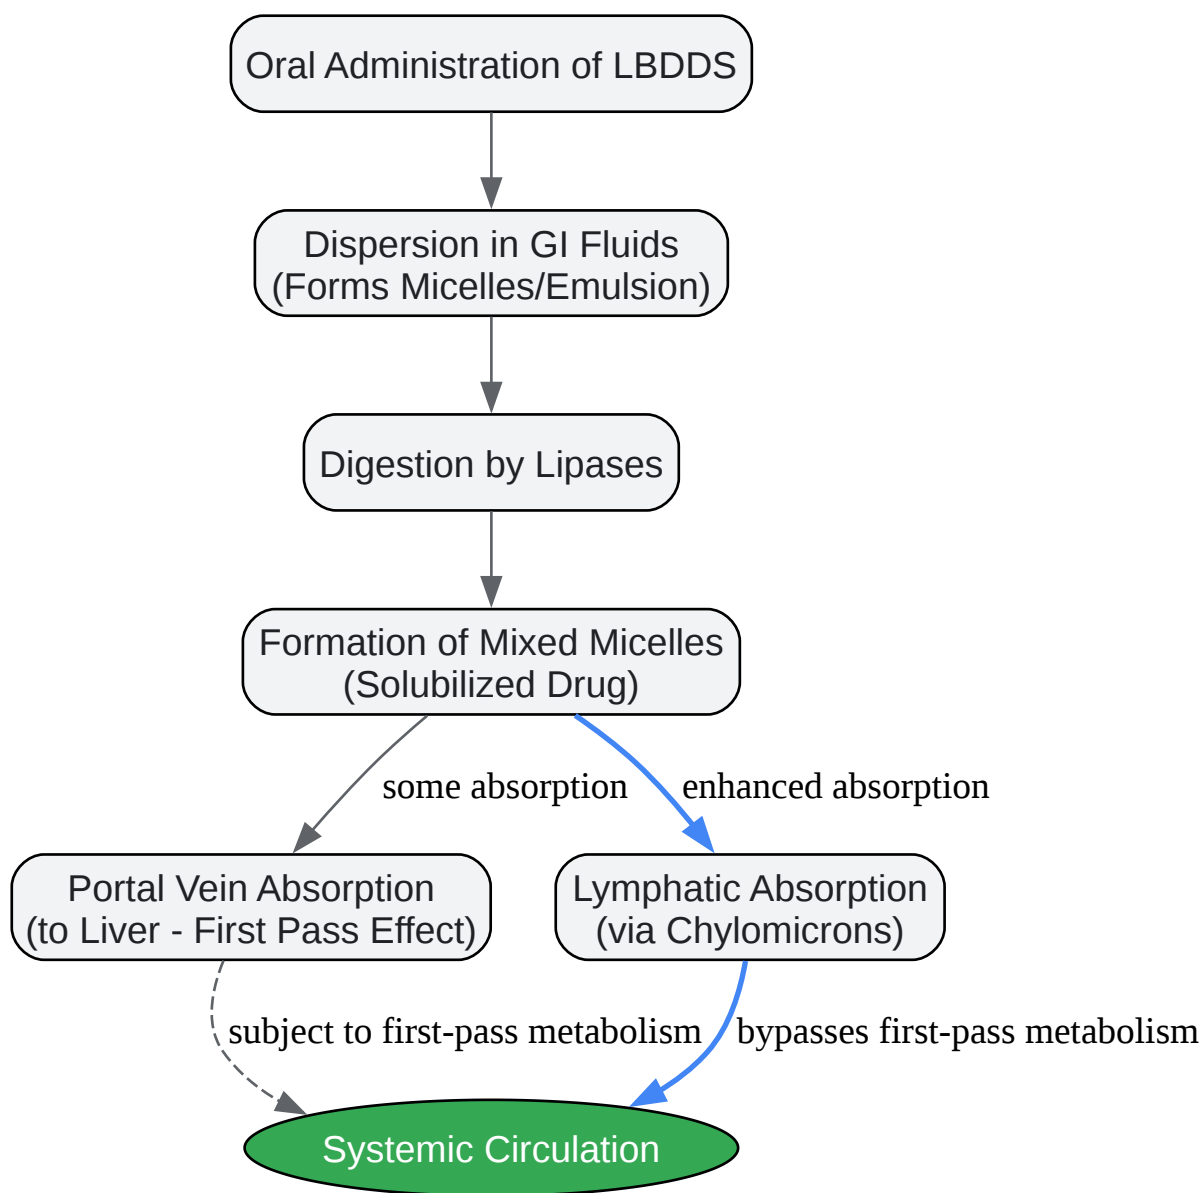 Oral Administration of LBDDS
Dispersion in GI Fluids
(Forms Micelles/Emulsion)
Digestion by Lipases
Formation of Mixed Micelles
(Solubilized Drug)
some absorption
enhanced absorption
Portal Vein Absorption
(to Liver - First Pass Effect)
Lymphatic Absorption
(via Chylomicrons)
subject to first-pass metabolism
bypasses first-pass metabolism
Systemic Circulation